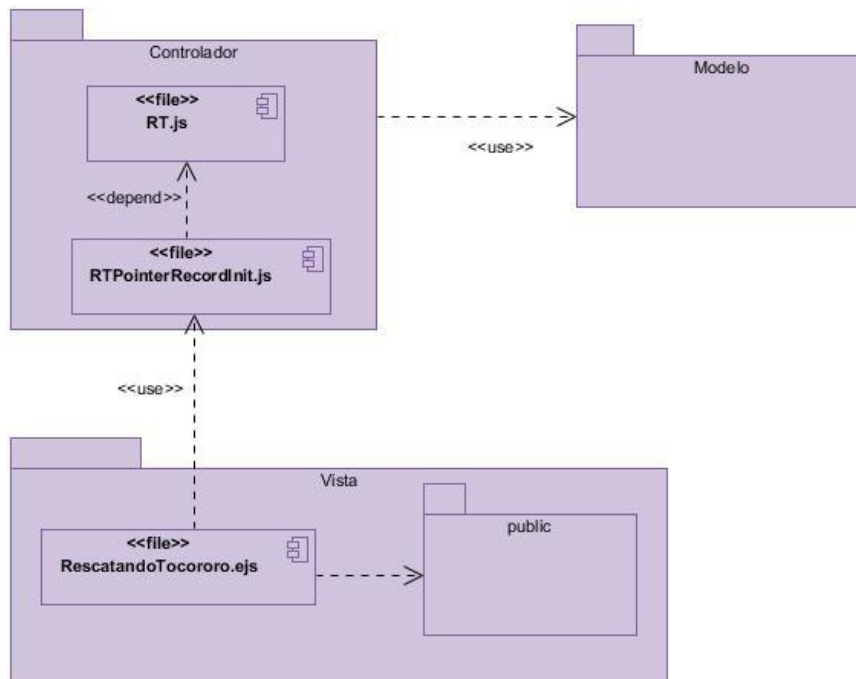 Controlador
<<file>>
RT.js
<<depend>>
<<file>>
RTPointerRecordInit.js
Modelo
<<use>>
<<use>>
Vista
<<file>>
RescatandoTocororo.ejs
public